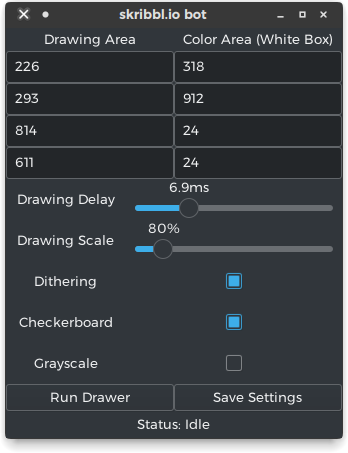 skribbl.io bot
Drawing Area Color Area (White Box)
226 318
293 912
814 24
611 24
6.9ms
Drawing Delay
80%
Drawing Scale
Dithering
Checkerboard
Grayscale
Run Drawer Save Settings
Status: Idle